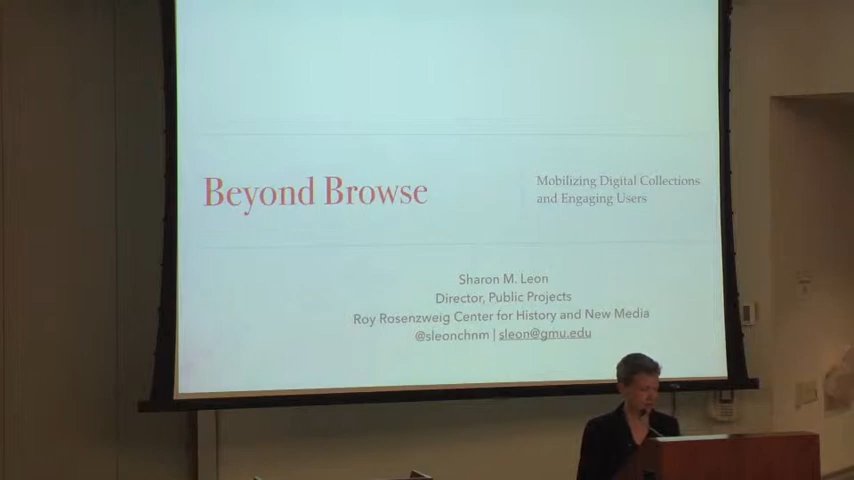 Beyond Browse
Mobilizing Digital Collections
and Engaging Users
Sharon M. Leon
Director, Public Projects
Roy Rosenzweig Center for History and New Media
@sleonchnm | sleon@gmu.edu